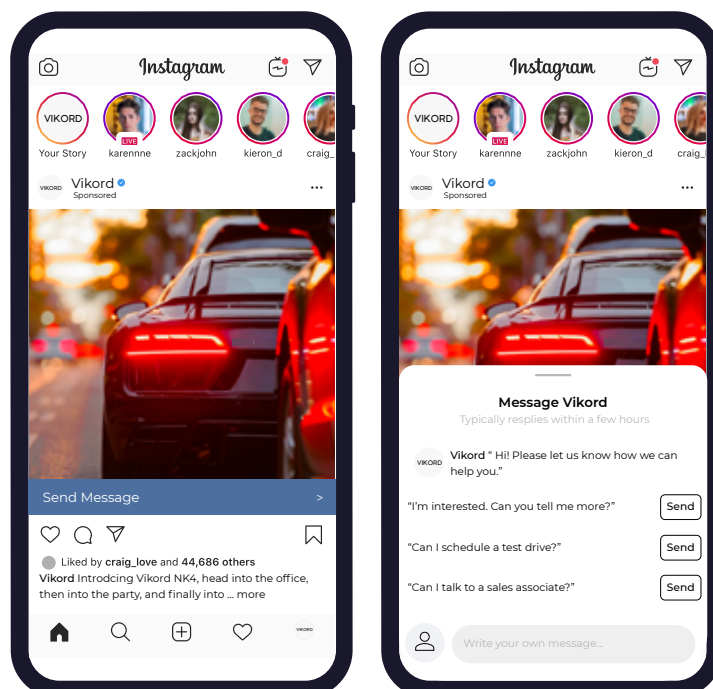 Instagram
VIKORD
LIVE
Your Story karennne zackjohn kieron_d craig_
VIKORD Vikord
Sponsored
Send Message >
Liked by craig_love and 44,686 others
Vikord Introdcing Vikord NK4, head into the office,
then into the party, and finally into ... more
VIKORD
Instagram
VIKORD
LIVE
Your Story karennne zackjohn kieron_d craig_
VIKORD Vikord
Sponsored
Message Vikord
Typically resplies within a few hours
VIKORD Vikord “ Hi! Please let us know how we can
help you.”
“I’m interested. Can you tell me more?” Send
“Can I schedule a test drive?” Send
“Can I talk to a sales associate?” Send
Write your own message...